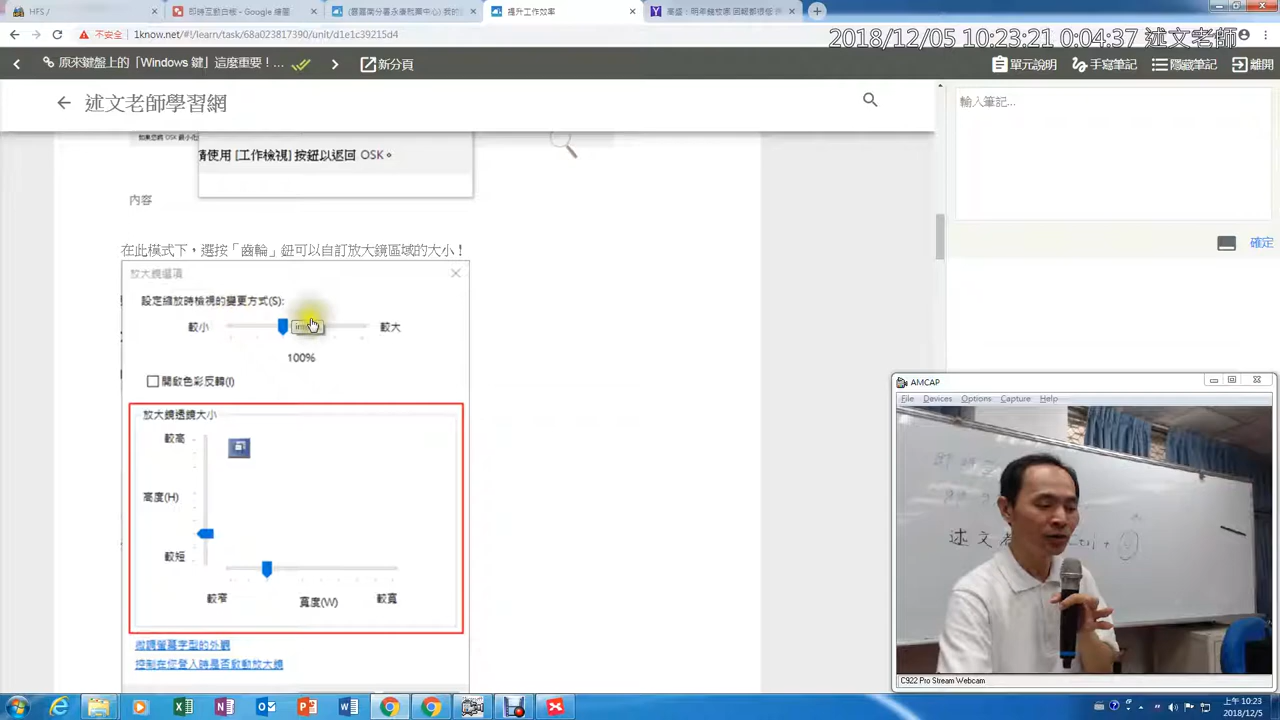 HFS /
即時互動白板 - Google 繪圖
提升工作效率
不安全
1know.net/#!/learn/task/68a023817390/unit/d1e1c39215d4
2018/12/05 10:23:21 0:04:37 述文老師
原來鍵盤上的「Windows 鍵」這麼重要！...
新分頁
單元說明
手寫筆記
隱藏筆記
離開
述文老師學習網
輸入筆記...
請使用 [工作檢視] 按鈕以返回 OSK。
內容
確定
在此模式下，選按「齒輪」鈕可以自訂放大鏡區域的大小！
放大鏡選項
設定縮放時檢視的變更方式(S):
較小
較大
100%
開啟色彩反轉(I)
放大鏡透鏡大小
較高
高度(H)
較短
較窄
寬度(W)
較寬
微調螢幕字型的外觀
控制在您登入時是否啟動放大鏡
AMCAP
File Devices Options Capture Help
述 文
C922 Pro Stream Webcam
上午 10:23
2018/12/5